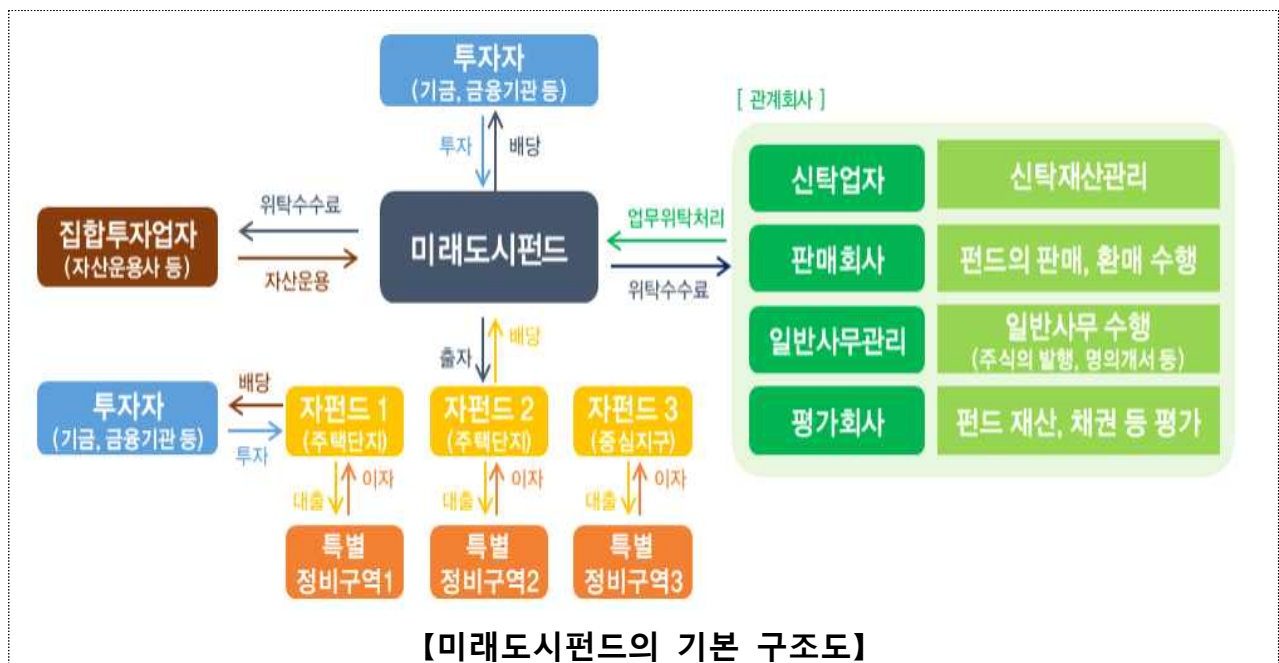 투자자
(기금, 금융기관 등)
[ 관계회사 ]
투자
배당
신탁업자
신탁재산관리
위탁수수료
업무위탁처리
집합투자업자
(자산운용사 등)
미래도시펀드
판매회사
펀드의 판매, 환매 수행
자산운용
위탁수수료
일반사무관리
일반사무 수행
(주식의 발행, 명의개서 등)
출자
배당
배당
투자자
(기금, 금융기관 등)
투자
자펀드 1
(주택단지)
자펀드 2
(주택단지)
자펀드 3
(중심지구)
평가회사
펀드 재산, 채권 등 평가
대출
이자
대출
이자
대출
이자
특별
정비구역1
특별
정비구역2
특별
정비구역3
【미래도시펀드의 기본 구조도】